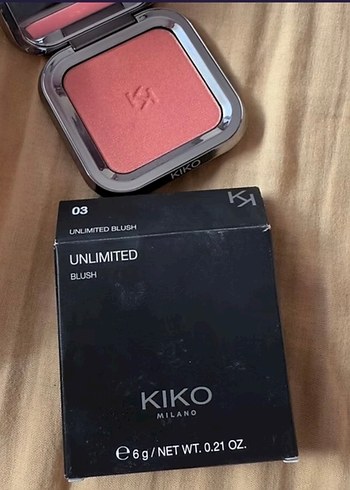 KIKO
03
UNLIMITED BLUSH
UNLIMITED
BLUSH
KIKO
MILANO
℮ 6 g / NET WT. 0.21 OZ.